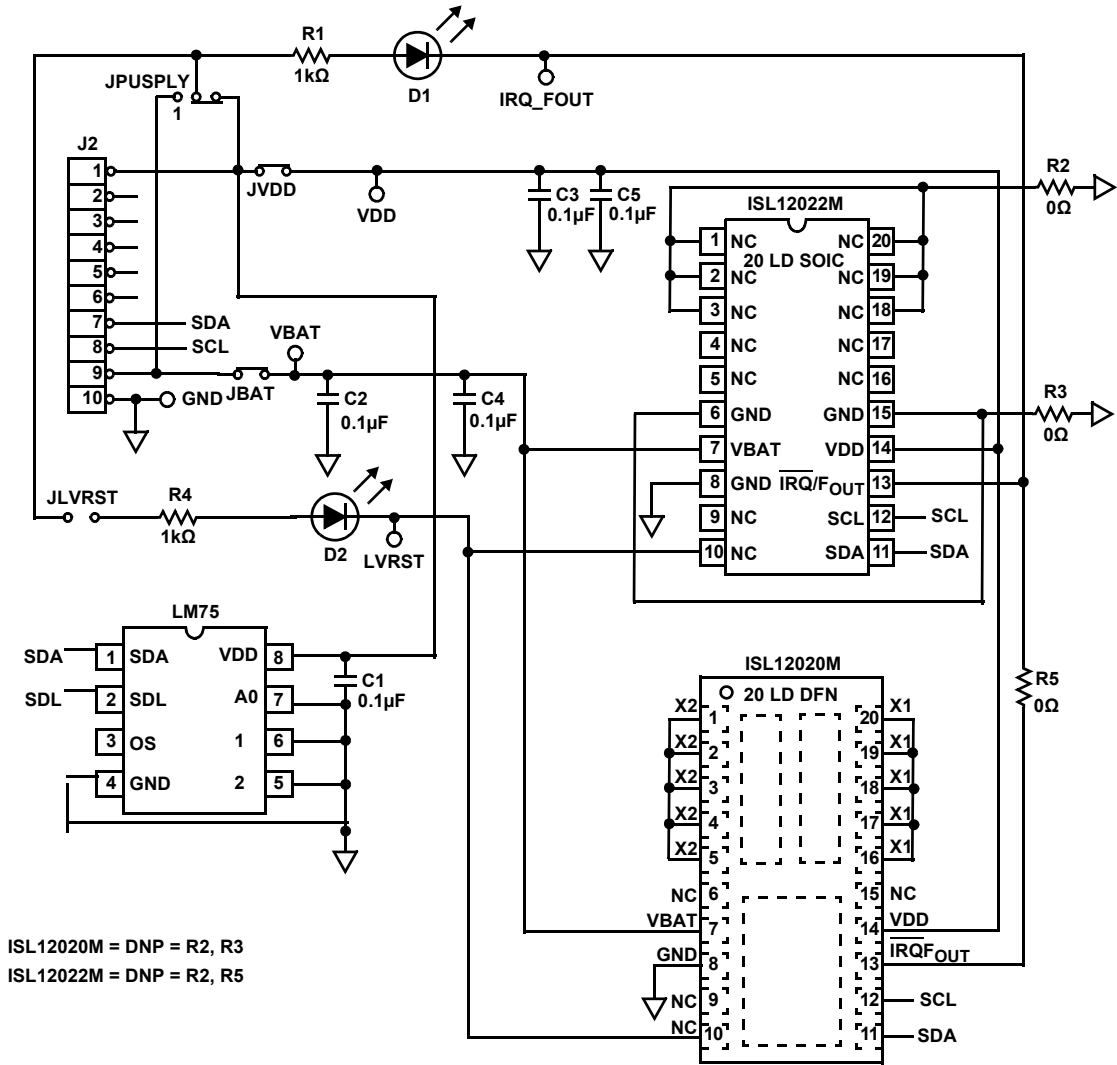 R1
1kΩ
D1
IRQ_FOUT
JPUSPLY
1
J2
1
2
3
4
5
6
7
8
9
10
SDA
SCL
GND
JVDD
VDD
C3
0.1µF
C5
0.1µF
R2
0Ω
VBAT
JBAT
C2
0.1µF
C4
0.1µF
ISL12022M
20 LD SOIC
1 NC
2 NC
3 NC
4 NC
5 NC
6 GND
7 VBAT
8 GND
9 NC
10 NC
NC 20
NC 19
NC 18
NC 17
NC 16
GND 15
VDD 14
IRQ/FOUT 13
SCL 12 SCL
SDA 11 SDA
R3
0Ω
JLVRST
R4
1kΩ
D2
LVRST
LM75
SDA 1 SDA
SDL 2 SDL
3 OS
4 GND
VDD 8
A0 7
1 6
2 5
C1
0.1µF
R5
0Ω
ISL12020M
20 LD DFN
X2 1
X2 2
X2 3
X2 4
X2 5
NC 6
VBAT 7
GND 8
NC 9
NC 10
20 X1
19 X1
18 X1
17 X1
16 X1
15 NC
14 VDD
13 IRQFOUT
12 SCL
11 SDA
ISL12020M = DNP = R2, R3
ISL12022M = DNP = R2, R5